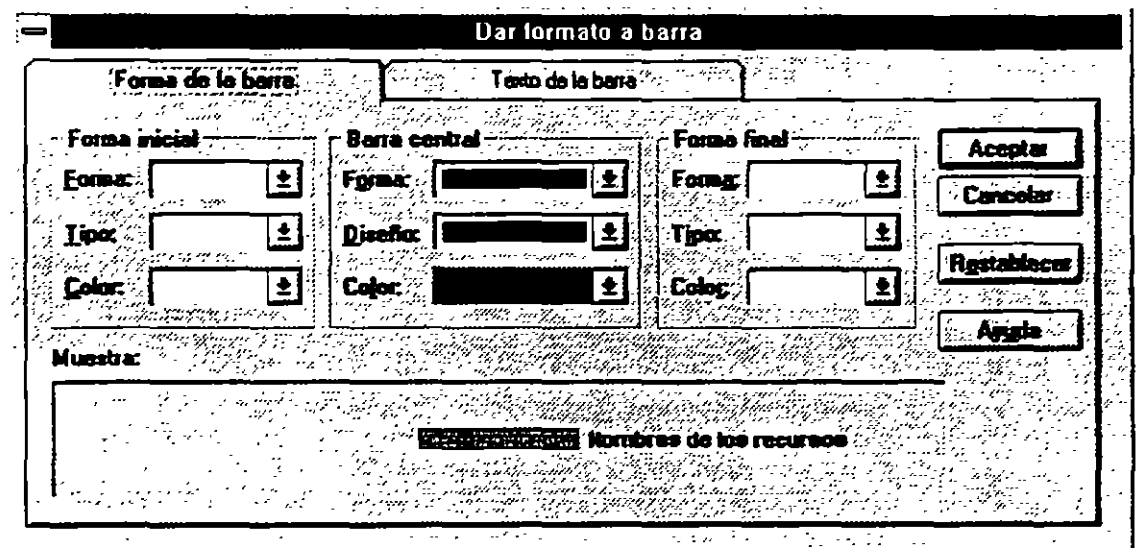 Dar formato a barra
Forma de la barra
Texto de la barra
Forma inicial
Barra central
Forma final
Aceptar
Forma:
Forma:
Forma:
Cancelar
Tipo:
Diseño:
Tipo:
Restablecer
Color:
Color:
Color:
Ayuda
Muestra:
Nombres de los recursos